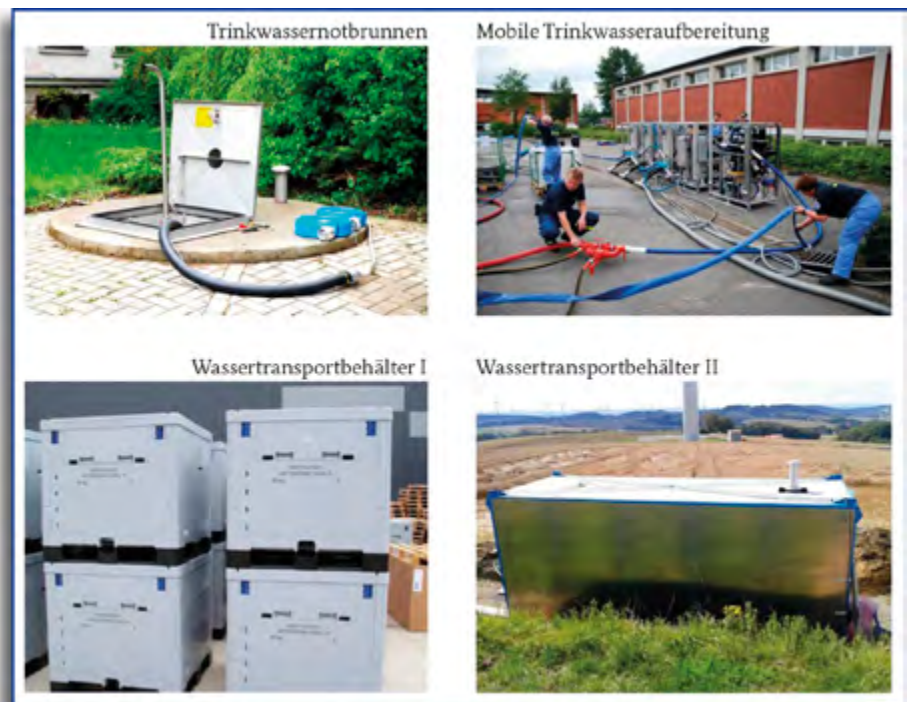 Trinkwassernotbrunnen
Mobile Trinkwasseraufbereitung
Wassertransportbehälter I
Wassertransportbehälter II